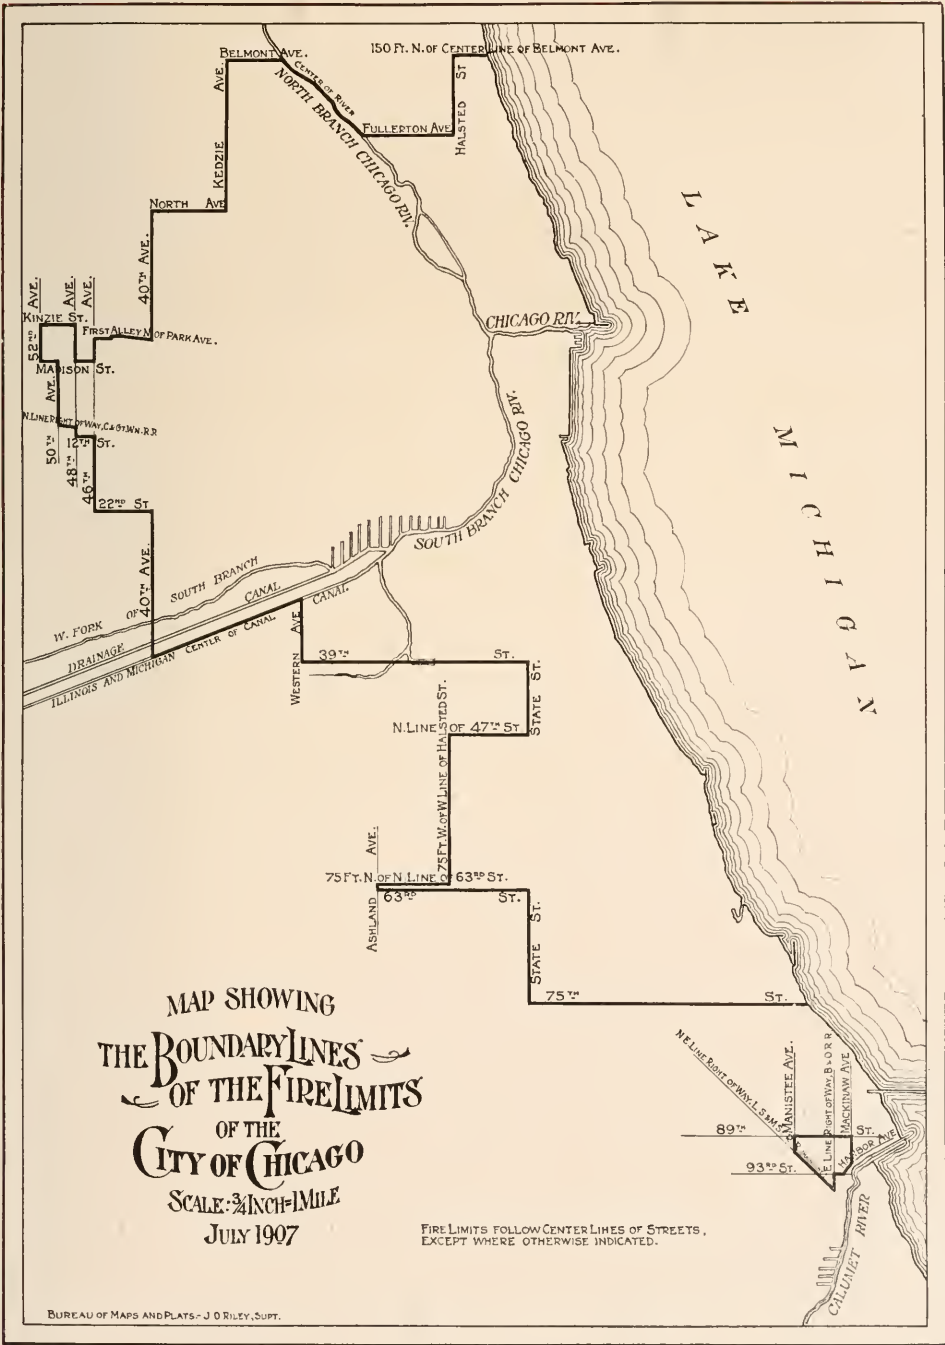 BELMONT AVE.
150 FT. N. OF CENTER LINE OF BELMONT AVE.
CENTER OF RIVER
NORTH BRANCH CHICAGO RIV.
KEDZIE AVE.
FULLERTON AVE
HALSTED ST
NORTH AVE
40TH AVE.
LAKE MICHIGAN
AVE.
AVE.
AVE.
KINZIE ST.
FIRST ALLEY N. OF PARK AVE.
CHICAGO RIV.
52ND
MADISON ST.
AVE.
N. LINE RIGHT OF WAY, C. & GT. WN. R.R
12TH ST.
50TH
48TH
46TH
22ND ST
SOUTH BRANCH CHICAGO RIV.
40TH AVE.
W. FORK OF SOUTH BRANCH
DRAINAGE CANAL
ILLINOIS AND MICHIGAN CANAL
CENTER OF CANAL
WESTERN AVE
39TH ST.
STATE ST.
N. LINE OF 47TH ST.
75 FT. W. OF W LINE OF HALSTED ST.
ASHLAND AVE.
75 FT. N. OF N LINE OF 63RD ST.
63RD ST.
STATE ST.
75TH ST.
MAP SHOWING
THE BOUNDARY LINES
OF THE FIRE LIMITS
OF THE
CITY OF CHICAGO
SCALE: ¾ INCH=1 MILE
JULY 1907
N E. LINE RIGHT OF WAY, L S & M S
MANISTEE AVE.
E. LINE RIGHT OF WAY, B & O R R
MACKINAW AVE
89TH ST.
HARBOR AVE
93RD ST.
CALUMET RIVER
FIRE LIMITS FOLLOW CENTER LINES OF STREETS,
EXCEPT WHERE OTHERWISE INDICATED.
BUREAU OF MAPS AND PLATS.- J O RILEY, SUPT.